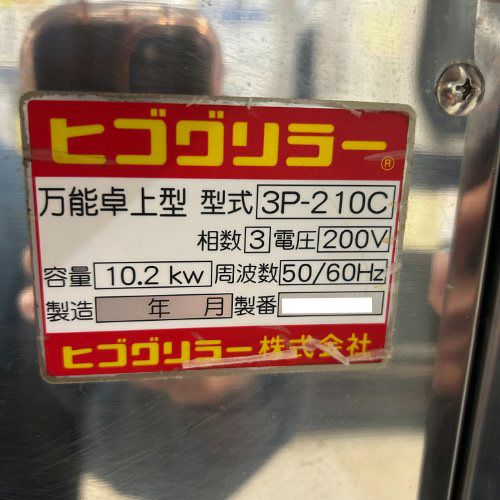 ヒゴグリラー®
万能卓上型 型式 3P-210C
相数 3 電圧 200V
容量 10.2 kw 周波数 50/60Hz
製造 年 月 製番
ヒゴグリラー株式会社